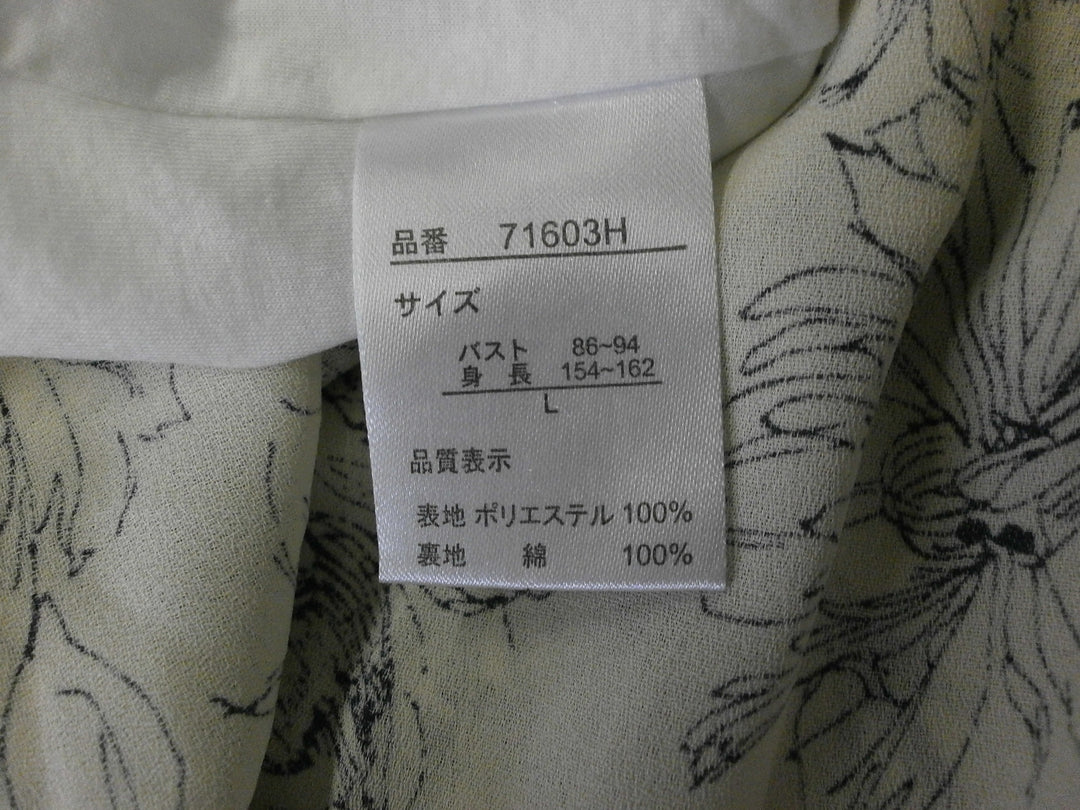 品番 71603H
サイズ
バスト 86~94
身長 154~162
L
品質表示
表地 ポリエステル 100%
裏地 綿 100%